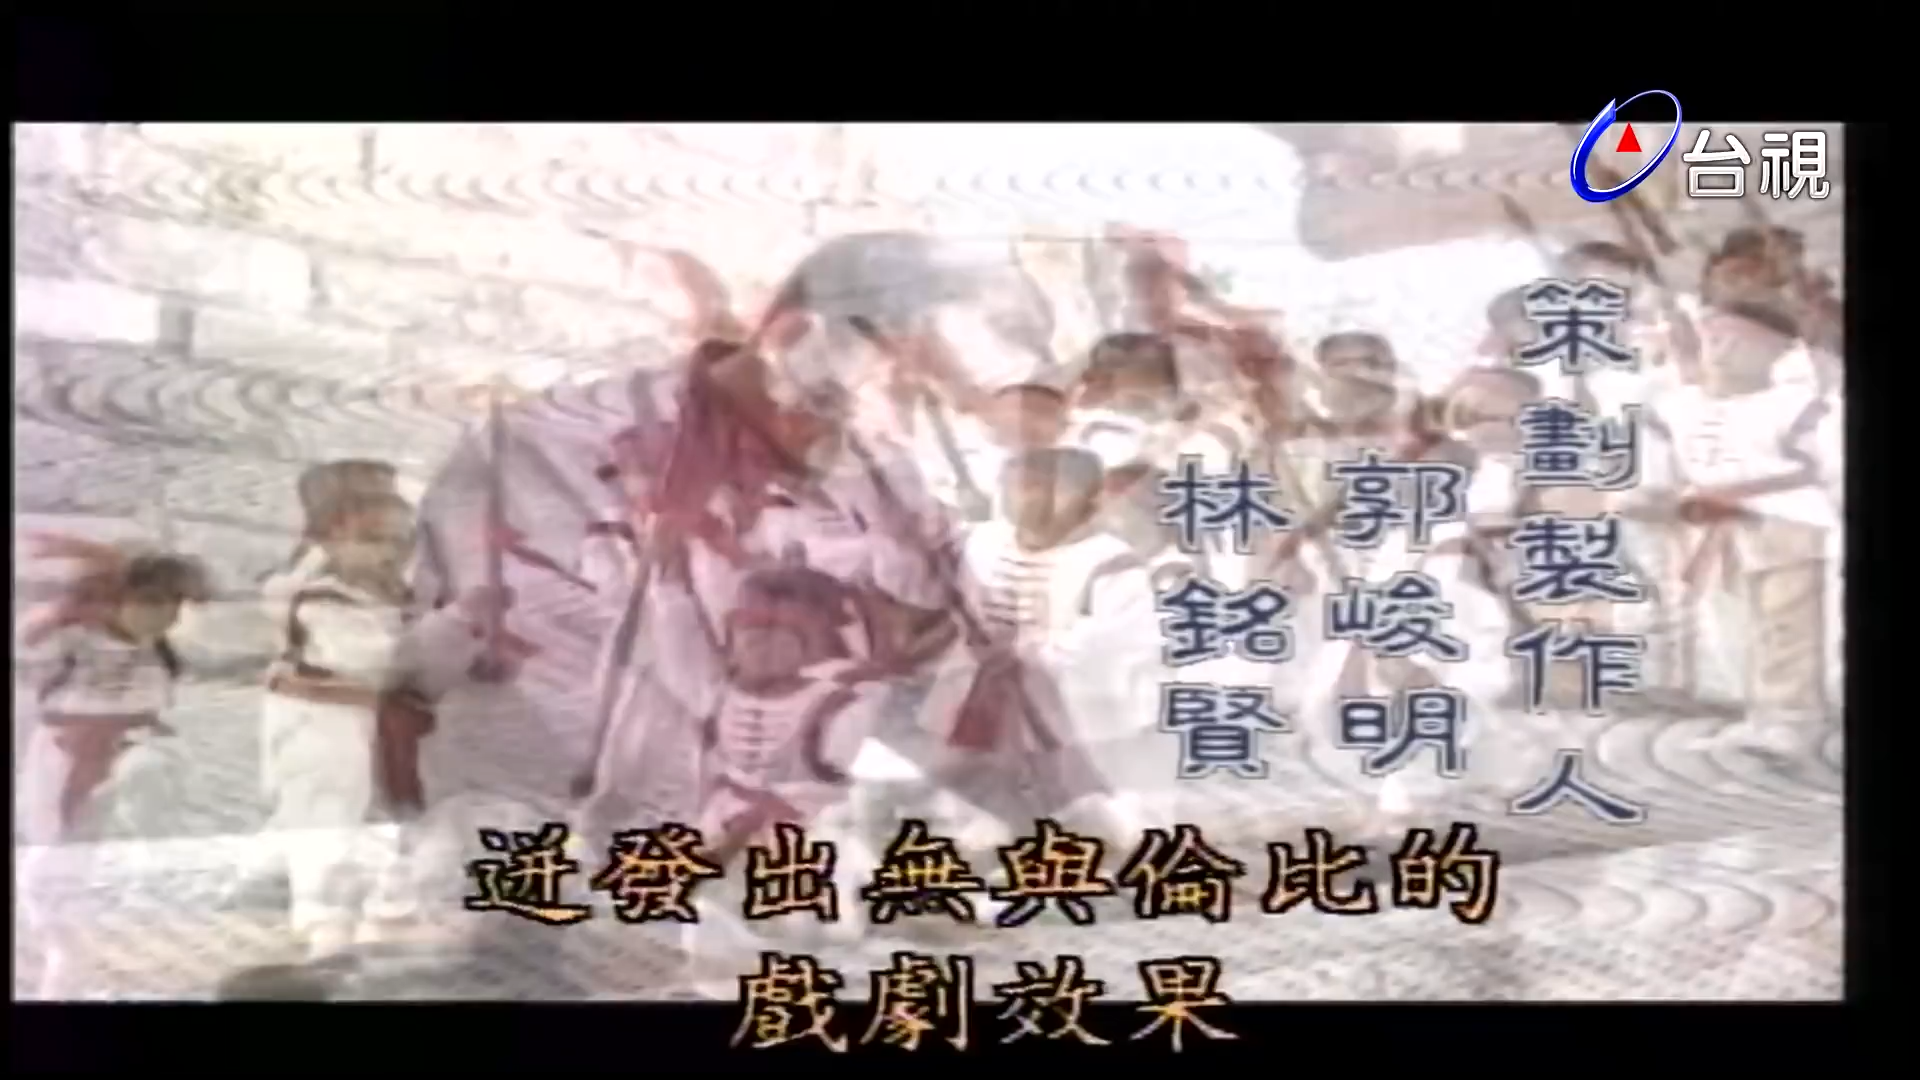 台視
策劃製作人
郭峻明
林銘賢
迸發出無與倫比的
戲劇效果